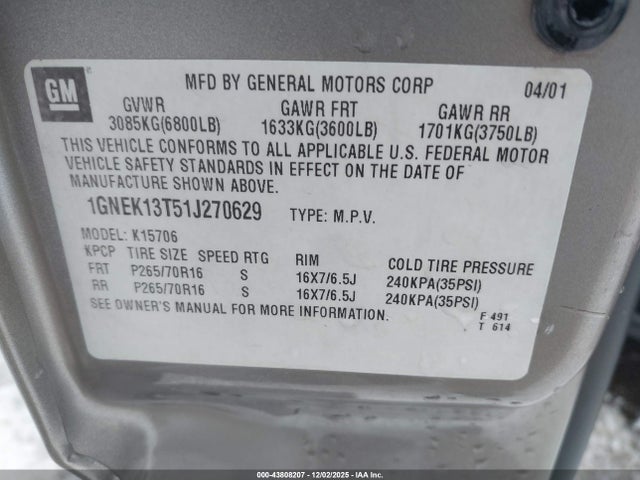 GM
MFD BY GENERAL MOTORS CORP 04/01
GVWR GAWR FRT GAWR RR
3085KG(6800LB) 1633KG(3600LB) 1701KG(3750LB)
THIS VEHICLE CONFORMS TO ALL APPLICABLE U.S. FEDERAL MOTOR
VEHICLE SAFETY STANDARDS IN EFFECT ON THE DATE OF
MANUFACTURE SHOWN ABOVE.
1GNEK13T51J270629 TYPE: M.P.V.
MODEL: K15706
KPCP TIRE SIZE SPEED RTG RIM COLD TIRE PRESSURE
FRT P265/70R16 S 16X7/6.5J 240KPA(35PSI)
RR P265/70R16 S 16X7/6.5J 240KPA(35PSI)
SEE OWNER'S MANUAL FOR MORE INFORMATION.
F 491
T 614
000-43808207 - 12/02/2025 - IAA, Inc.